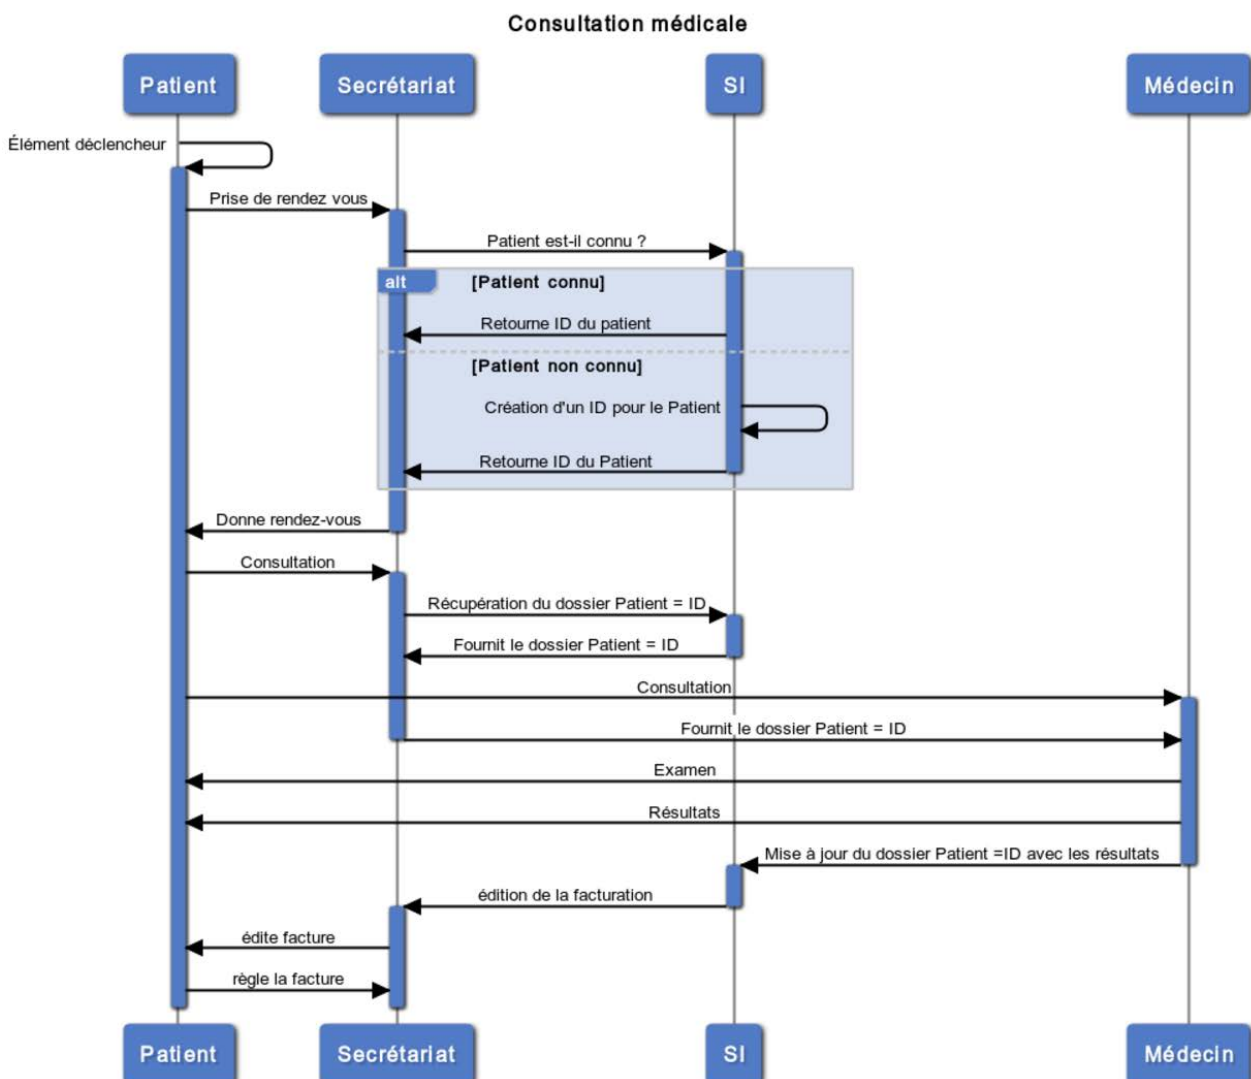 Consultation médicale
Patient
Secrétariat
SI
Médecin
Élément déclencheur
Prise de rendez vous
Patient est-il connu ?
alt
[Patient connu]
Retourne ID du patient
[Patient non connu]
Création d'un ID pour le Patient
Retourne ID du Patient
Donne rendez-vous
Consultation
Récupération du dossier Patient = ID
Fournit le dossier Patient = ID
Consultation
Fournit le dossier Patient = ID
Examen
Résultats
Mise à jour du dossier Patient =ID avec les résultats
édition de la facturation
édite facture
règle la facture
Patient
Secrétariat
SI
Médecin